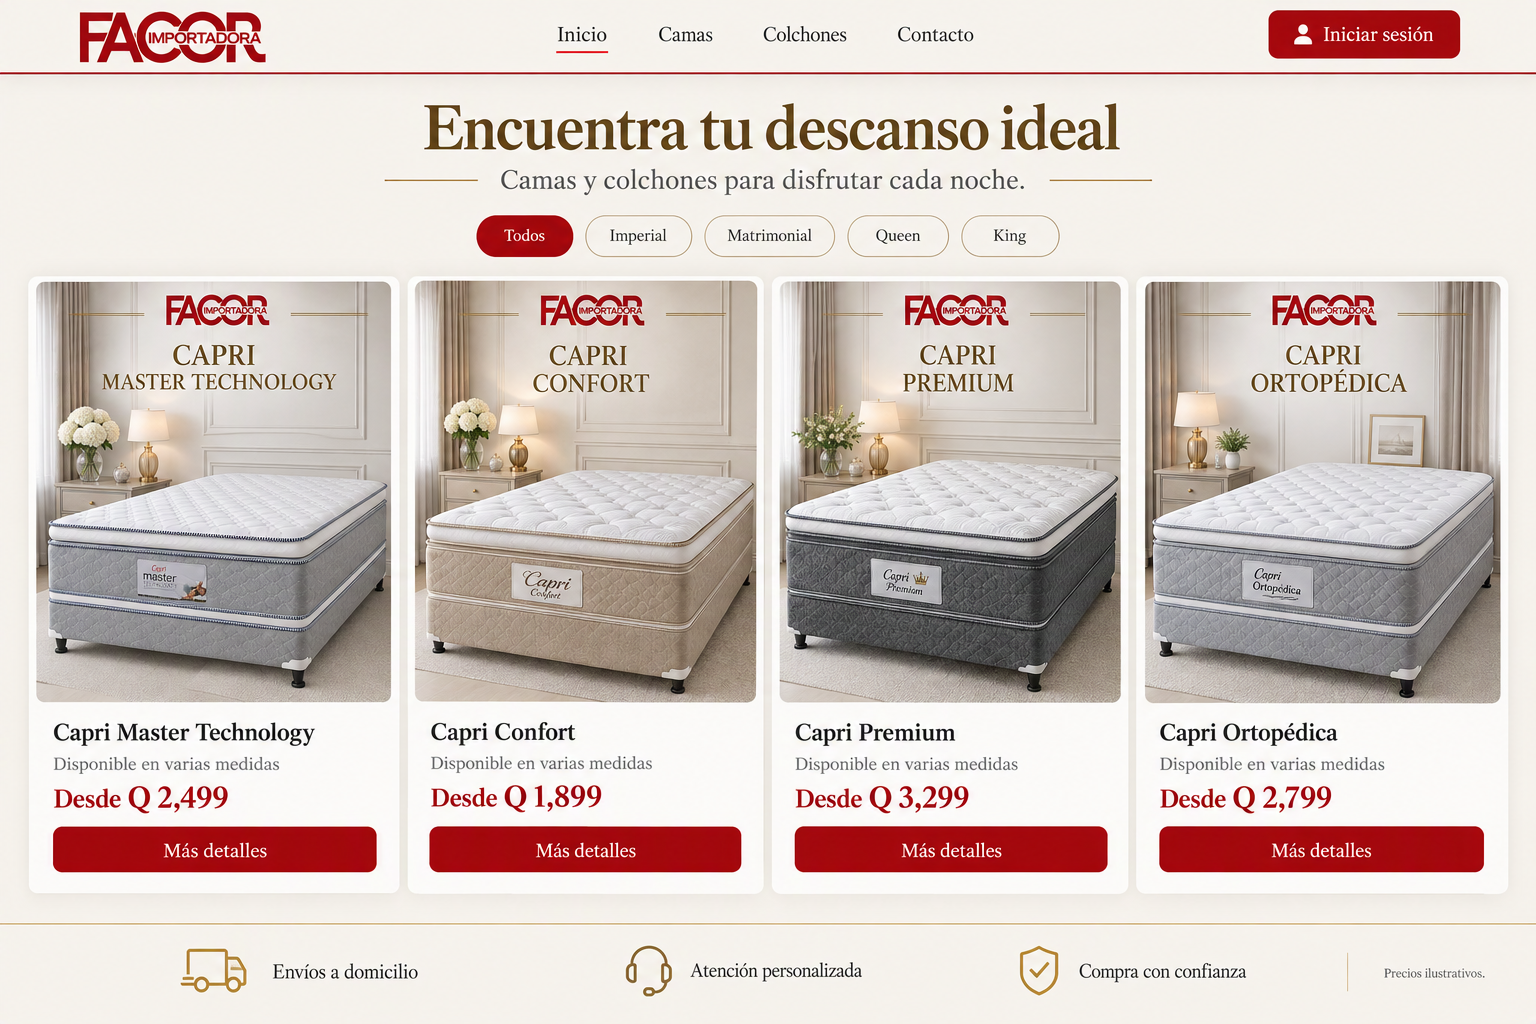 FACOR
IMPORTADORA
Inicio
Camas
Colchones
Contacto
Iniciar sesión
Encuentra tu descanso ideal
Camas y colchones para disfrutar cada noche.
Todos
Imperial
Matrimonial
Queen
King
FACOR
IMPORTADORA
CAPRI
MASTER TECHNOLOGY
Capri
master
Capri Master Technology
Disponible en varias medidas
Desde Q 2,499
Más detalles
FACOR
IMPORTADORA
CAPRI
CONFORT
Capri
Confort
Capri Confort
Disponible en varias medidas
Desde Q 1,899
Más detalles
FACOR
IMPORTADORA
CAPRI
PREMIUM
Capri
Premium
Capri Premium
Disponible en varias medidas
Desde Q 3,299
Más detalles
FACOR
IMPORTADORA
CAPRI
ORTOPÉDICA
Capri
Ortopédica
Capri Ortopédica
Disponible en varias medidas
Desde Q 2,799
Más detalles
Envíos a domicilio
Atención personalizada
Compra con confianza
Precios ilustrativos.